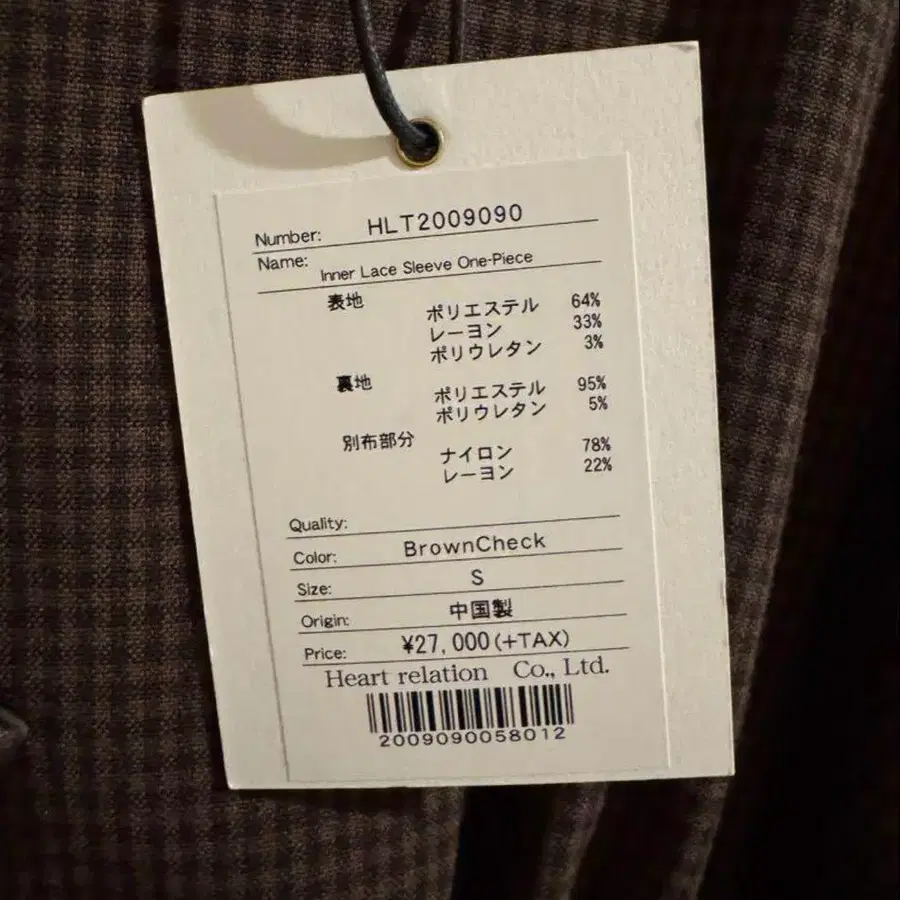 Number: HLT2009090
Name: Inner Lace Sleeve One-Piece
表地 ポリエステル 64%
レーヨン 33%
ポリウレタン 3%
裏地 ポリエステル 95%
ポリウレタン 5%
別布部分 ナイロン 78%
レーヨン 22%
Quality:
Color: BrownCheck
Size: S
Origin: 中国製
Price: ¥27,000(+TAX)
Heart relation Co., Ltd.
2009090058012